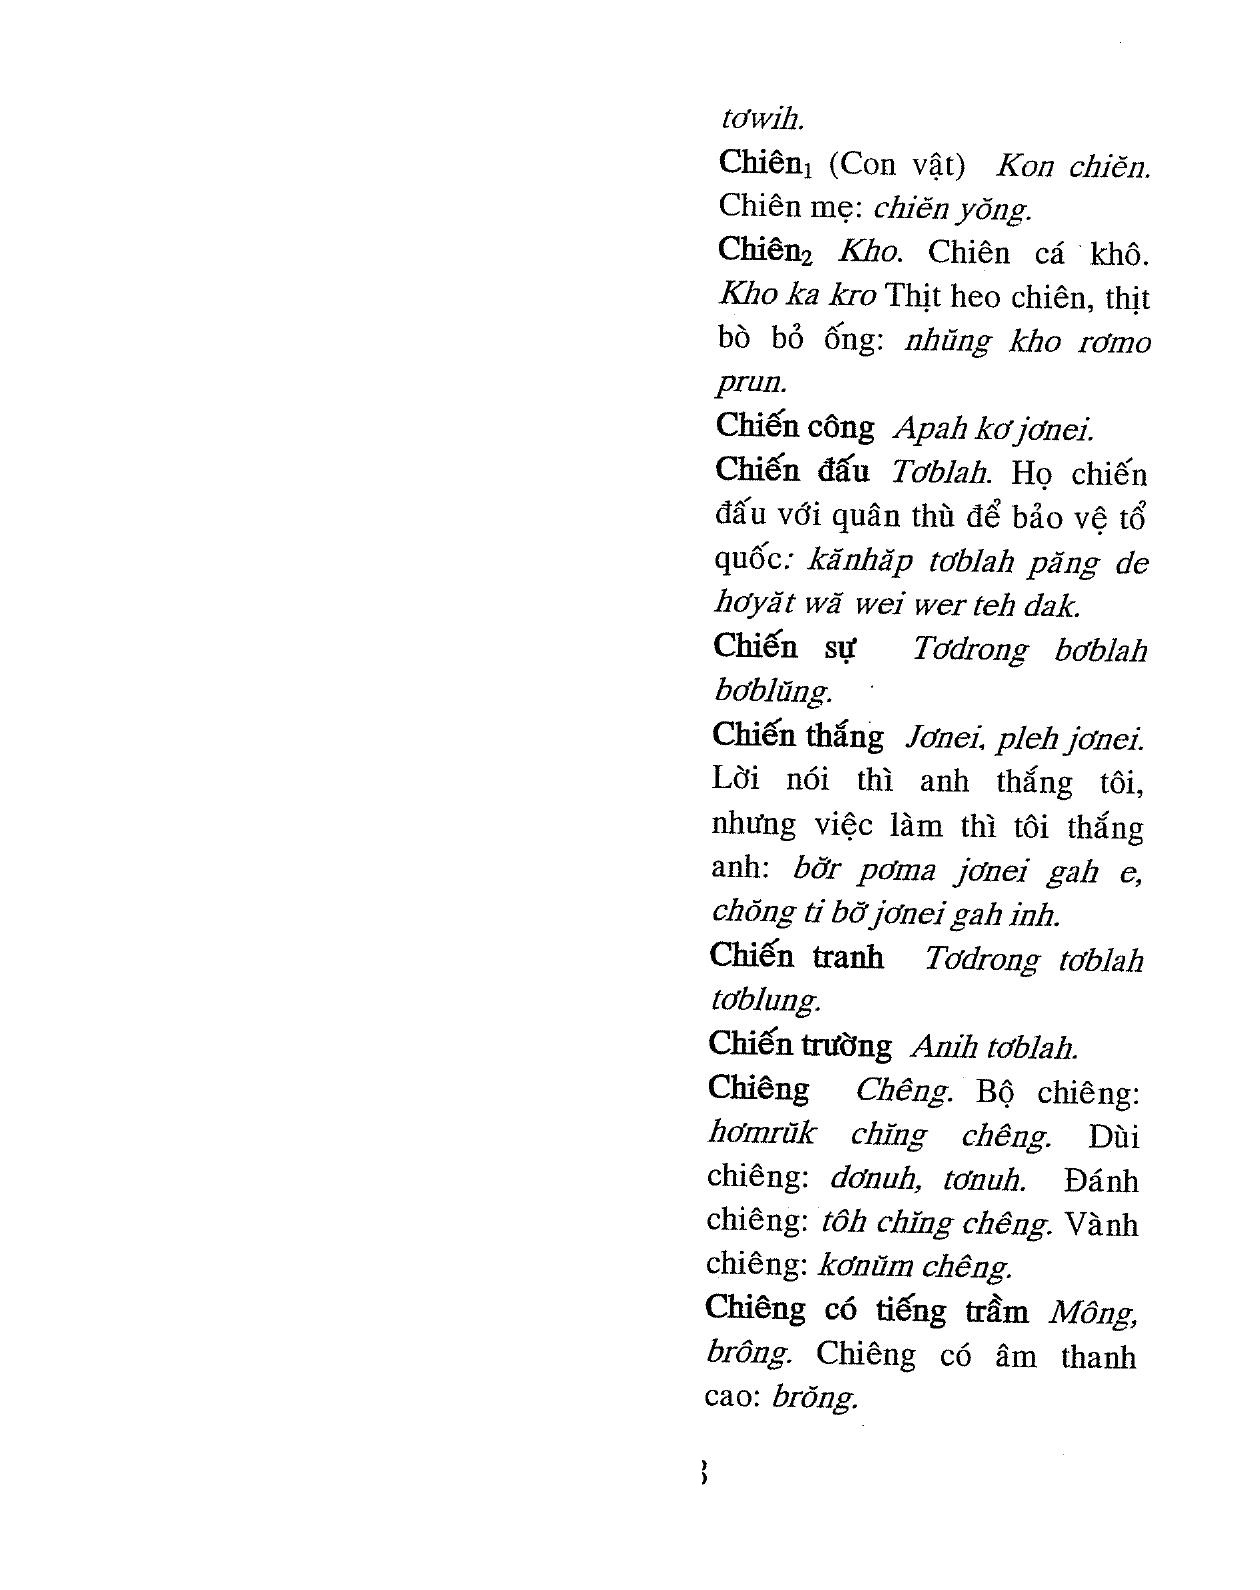 tơwih.
Chiên₁ (Con vật) Kon chiĕn.
Chiên mẹ: chiĕn yŏng.
Chiên₂ Kho. Chiên cá khô.
Kho ka kro Thịt heo chiên, thịt
bò bỏ ống: nhŭng kho rơmo
prun.
Chiến công Apah kơ jơnei.
Chiến đấu Tơblah. Họ chiến
đấu với quân thù để bảo vệ tổ
quốc: kănhăp tơblah păng de
hơyăt wă wei wer teh dak.
Chiến sự Tơdrong bơblah
bơblŭng.
Chiến thắng Jơnei, pleh jơnei.
Lời nói thì anh thắng tôi,
nhưng việc làm thì tôi thắng
anh: bơ̆r pơma jơnei gah e,
chŏng ti bơ̆ jơnei gah inh.
Chiến tranh Tơdrong tơblah
tơblung.
Chiến trường Anih tơblah.
Chiêng Chêng. Bộ chiêng:
hơmrŭk chĭng chêng. Dùi
chiêng: dơnuh, tơnuh. Đánh
chiêng: tôh chĭng chêng. Vành
chiêng: kơnŭm chêng.
Chiêng có tiếng trầm Mông,
brông. Chiêng có âm thanh
cao: brŏng.